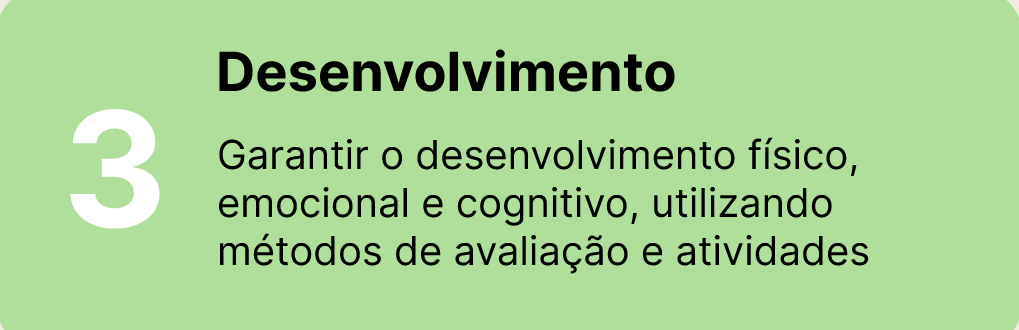 3
Desenvolvimento
Garantir o desenvolvimento físico,
emocional e cognitivo, utilizando
métodos de avaliação e atividades